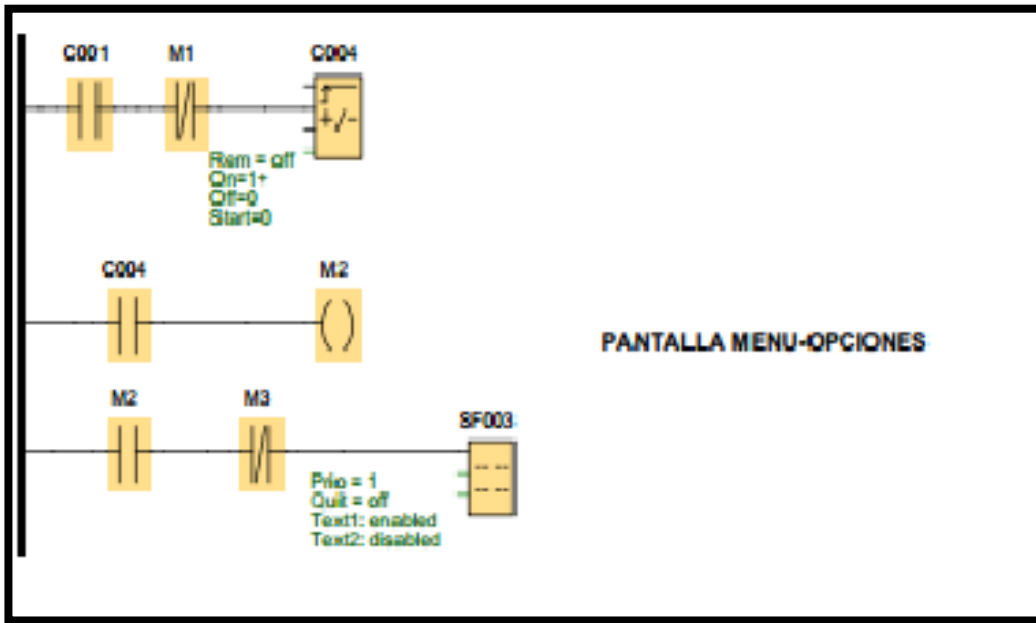 C001 M1 C004
+/-
Rem = off
On=1+
Off=0
Start=0
C004 M2
PANTALLA MENU-OPCIONES
M2 M3 SF003
Prio = 1
Quit = off
Text1: enabled
Text2: disabled